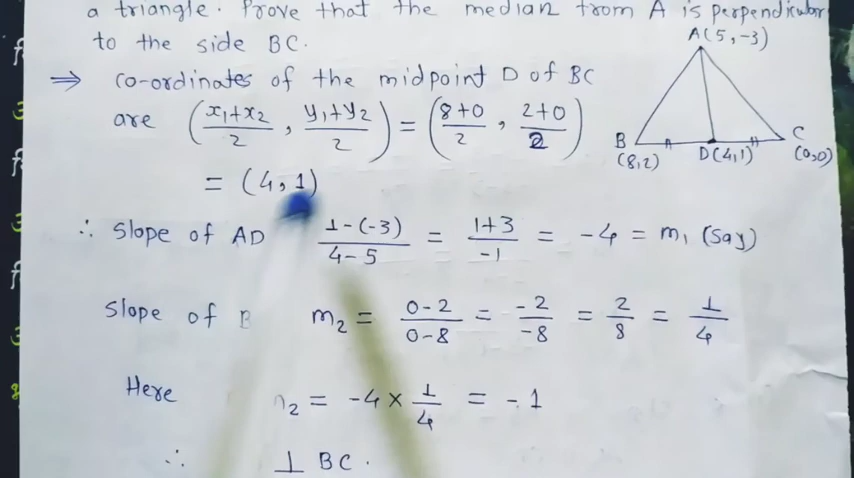 a triangle. Prove that the median from A is perpendicular
to the side BC.
⇒ Co-ordinates of the midpoint D of BC
are (x₁+x₂/2 , y₁+y₂/2) = (8+0/2 , 2+0/2)
= (4,1)
A(5,-3)
B
(8,2)
D(4,1)
C
(0,0)
∴ Slope of AD 1-(-3)/4-5 = 1+3/-1 = -4 = m₁ (say)
Slope of m₂ = 0-2/0-8 = -2/-8 = 2/8 = 1/4
Here ₂ = -4 × 1/4 = -1
∴ ⊥ BC.